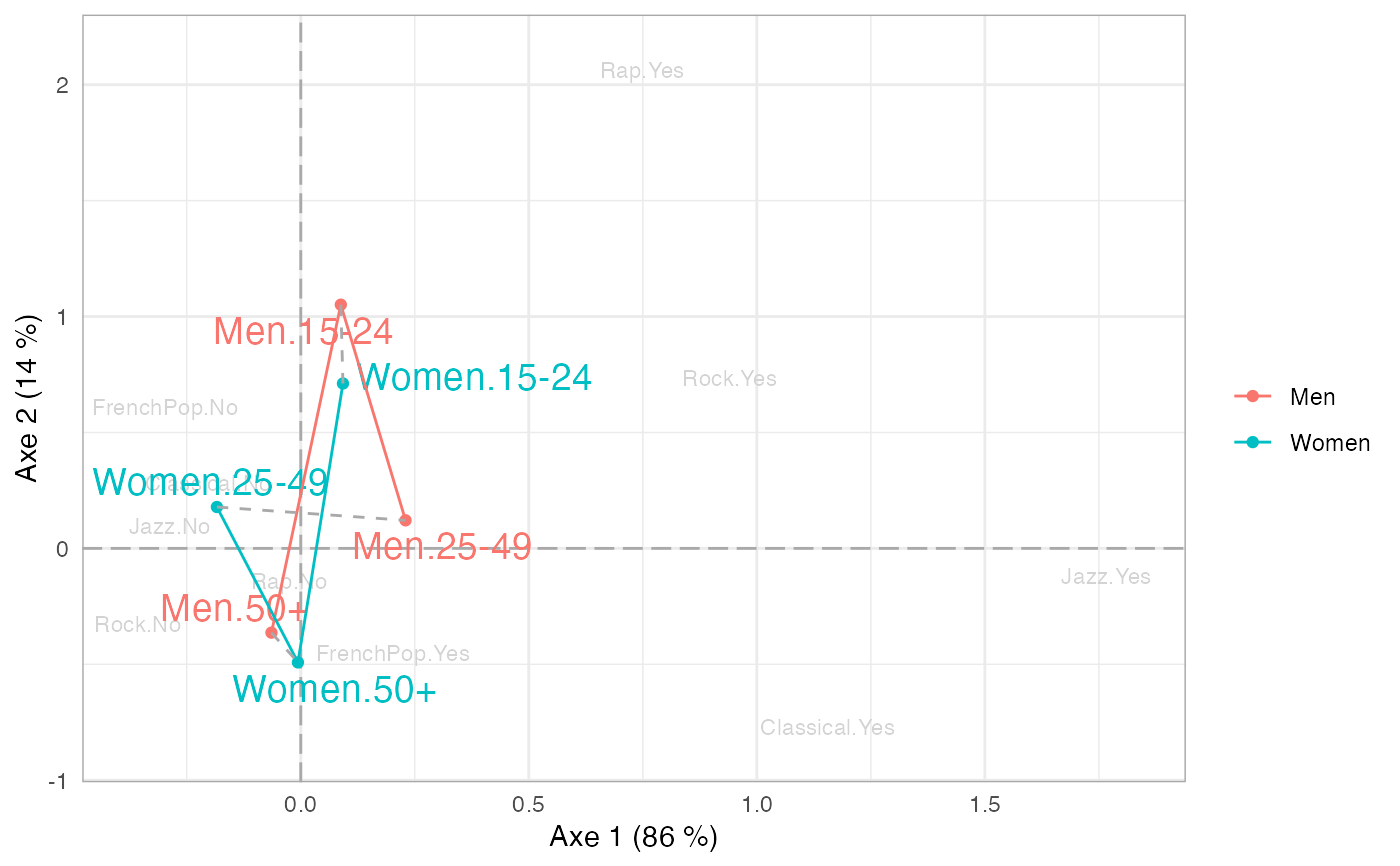 Rap.Yes
2
Men.15-24
1
Women.15-24
Rock.Yes
FrenchPop.No
Women.25-49
Classical.No
Jazz.No
Men.25-49
0
Rap.No
Jazz.Yes
Men.50+
Rock.No
FrenchPop.Yes
Women.50+
Classical.Yes
-1
0.0
0.5
1.0
1.5
Axe 1 (86 %)
Axe 2 (14 %)
Men
Women